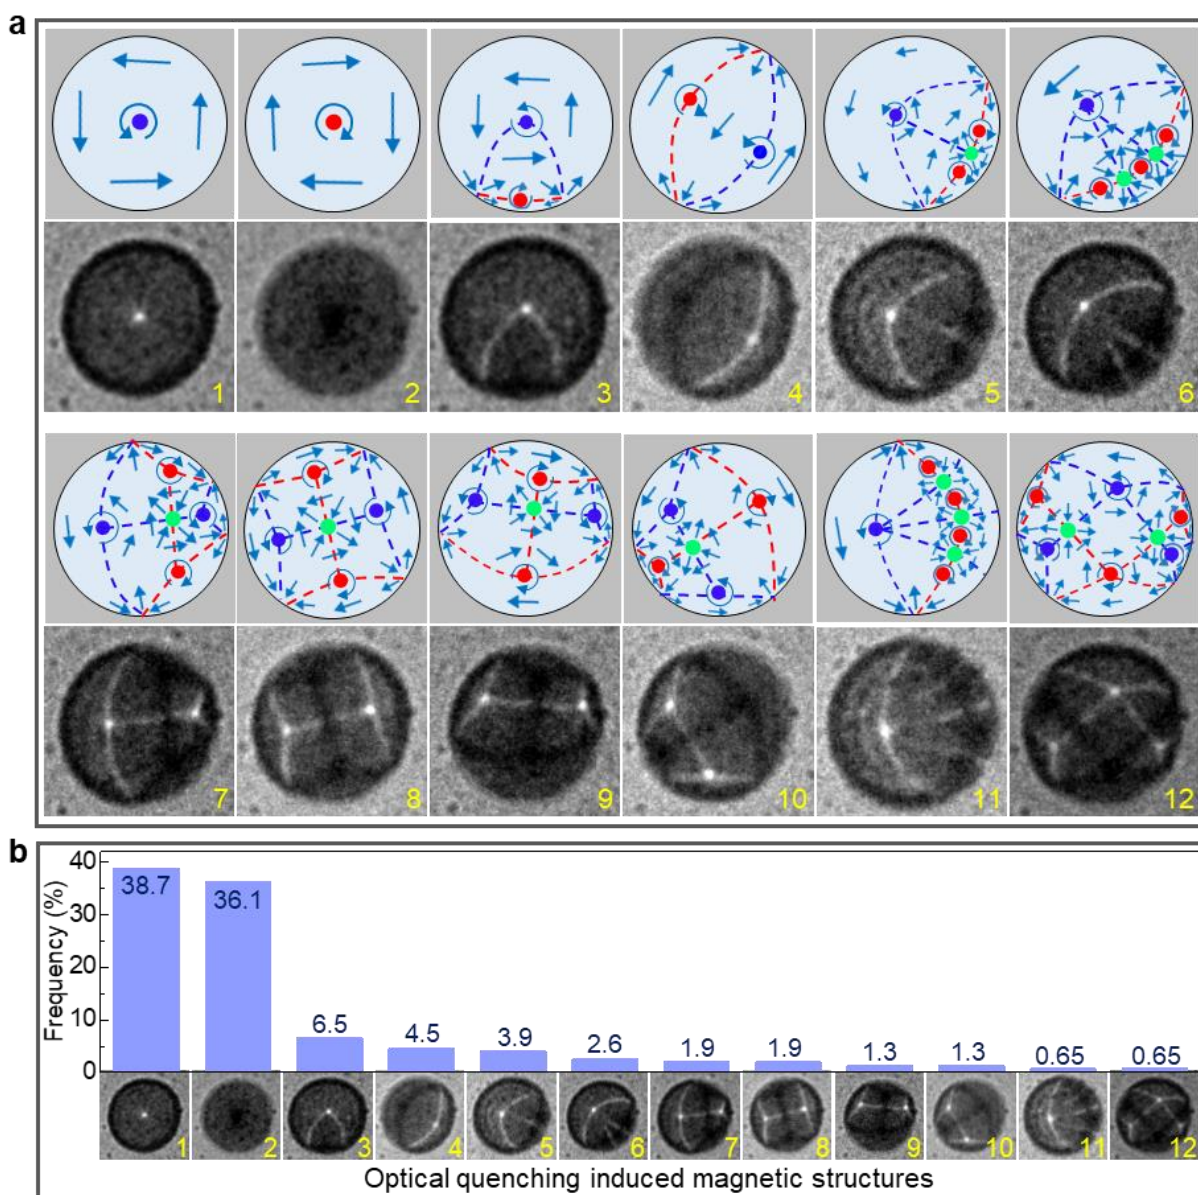 a
1 2 3 4 5 6
7 8 9 10 11 12
b
Frequency (%)
40
30
20
10
0
38.7 36.1 6.5 4.5 3.9 2.6 1.9 1.9 1.3 1.3 0.65 0.65
1 2 3 4 5 6 7 8 9 10 11 12
Optical quenching induced magnetic structures